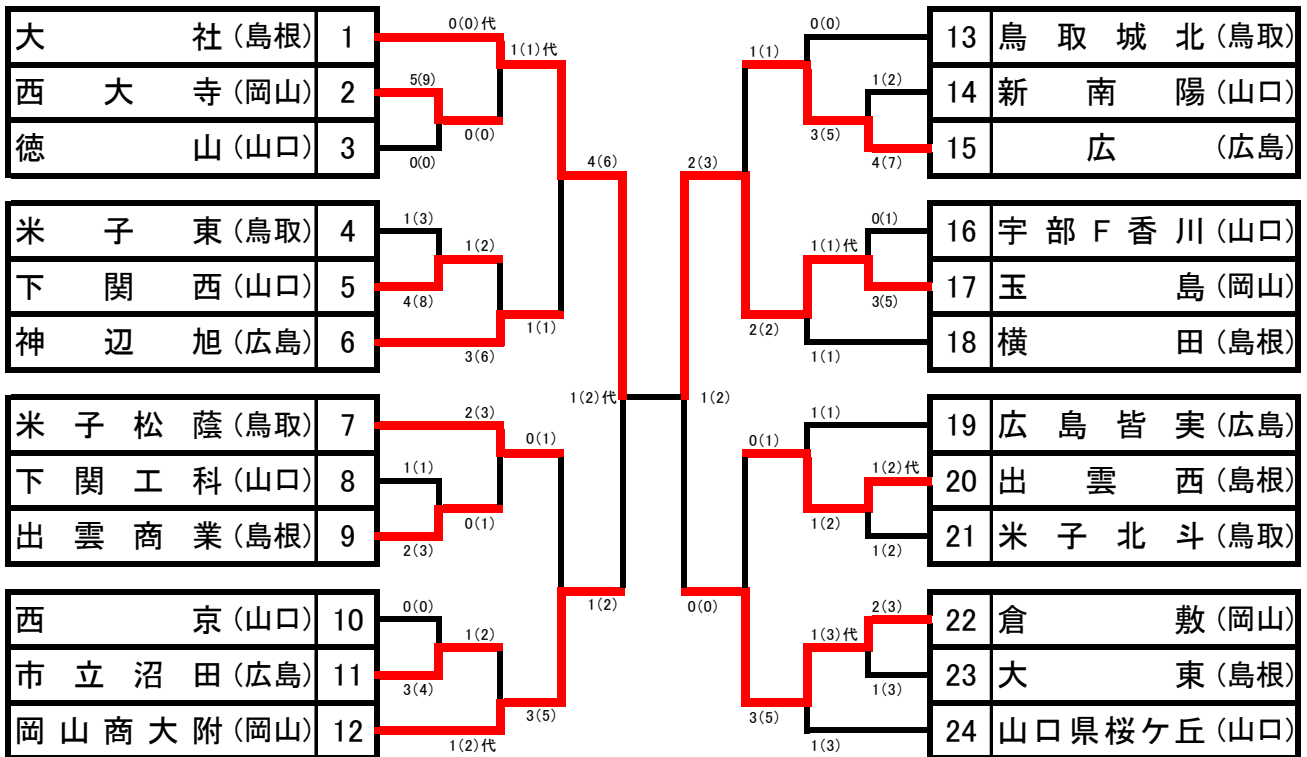 大社(島根) 1
西大寺(岡山) 2
徳山(山口) 3
0(0)代
5(9)
0(0)
0(0)
1(1)代
米子東(鳥取) 4
下関西(山口) 5
神辺旭(広島) 6
1(3)
4(8)
1(2)
3(6)
1(1)
4(6)
米子松蔭(鳥取) 7
下関工科(山口) 8
出雲商業(島根) 9
2(3)
1(1)
2(3)
0(1)
0(1)
西京(山口) 10
市立沼田(広島) 11
岡山商大附(岡山) 12
0(0)
3(4)
1(2)
1(2)代
3(5)
1(2)
1(2)代
1(2)
13 鳥取城北(鳥取)
14 新南陽(山口)
15 広(広島)
0(0)
1(2)
4(7)
3(5)
1(1)
16 宇部F香川(山口)
17 玉島(岡山)
18 横田(島根)
0(1)
3(5)
1(1)代
1(1)
2(2)
2(3)
19 広島皆実(広島)
20 出雲西(島根)
21 米子北斗(鳥取)
1(1)
1(2)代
1(2)
1(2)
0(1)
22 倉敷(岡山)
23 大東(島根)
24 山口県桜ケ丘(山口)
2(3)
1(3)
1(3)代
1(3)
3(5)
0(0)